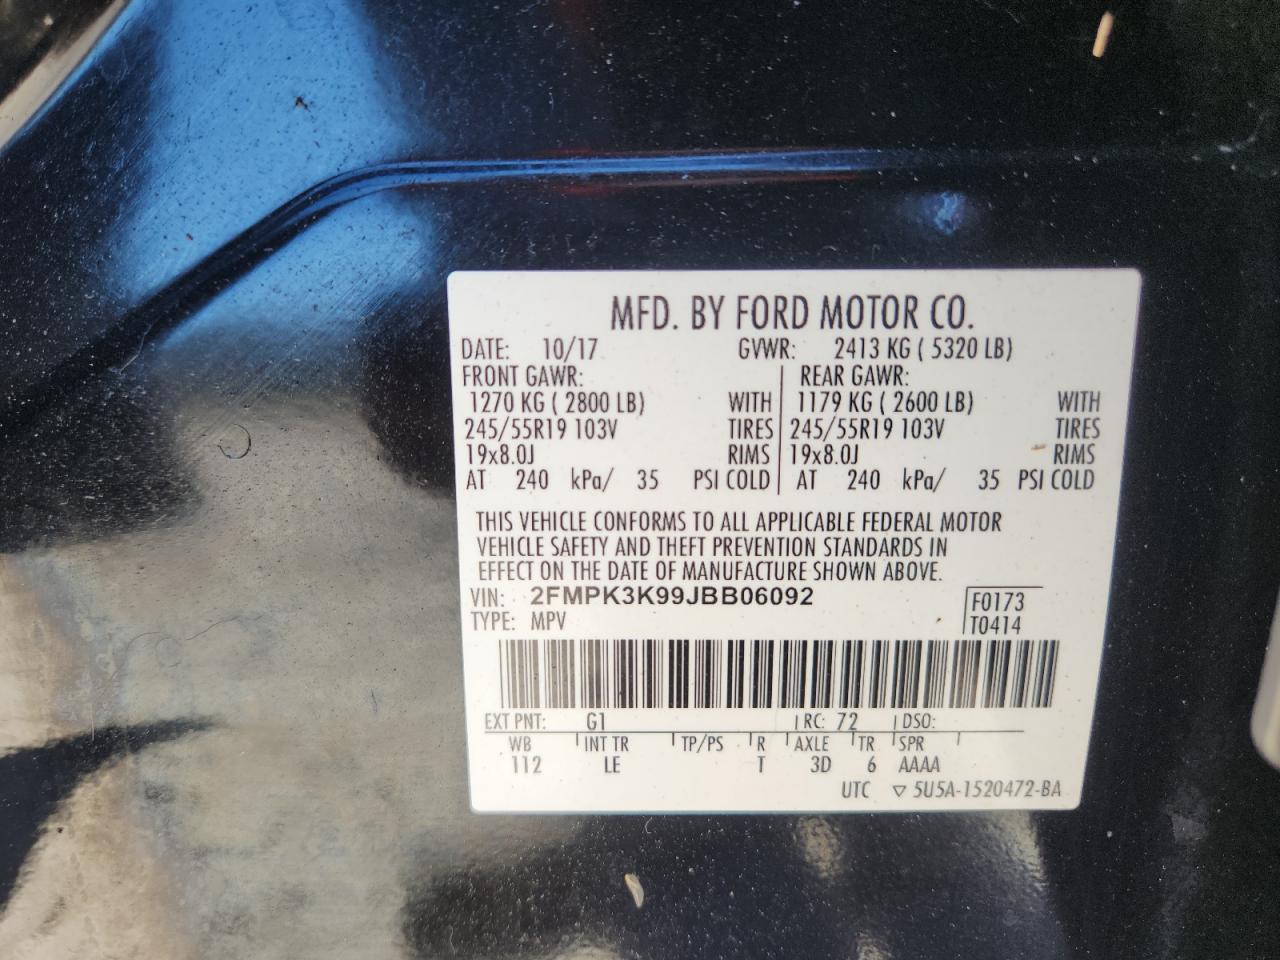 MFD. BY FORD MOTOR CO.
DATE: 10/17 GVWR: 2413 KG ( 5320 LB)
FRONT GAWR: REAR GAWR:
1270 KG ( 2800 LB) WITH 1179 KG ( 2600 LB) WITH
245/55R19 103V TIRES 245/55R19 103V TIRES
19x8.0J RIMS 19x8.0J RIMS
AT 240 kPa/ 35 PSI COLD AT 240 kPa/ 35 PSI COLD
THIS VEHICLE CONFORMS TO ALL APPLICABLE FEDERAL MOTOR
VEHICLE SAFETY AND THEFT PREVENTION STANDARDS IN
EFFECT ON THE DATE OF MANUFACTURE SHOWN ABOVE.
VIN: 2FMPK3K99JBB06092 F0173
TYPE: MPV T0414
EXT PNT: G1 RC: 72 DSO:
WB INT TR TP/PS R AXLE TR SPR
112 LE T 3D 6 AAAA
UTC ▽ 5U5A-1520472-BA